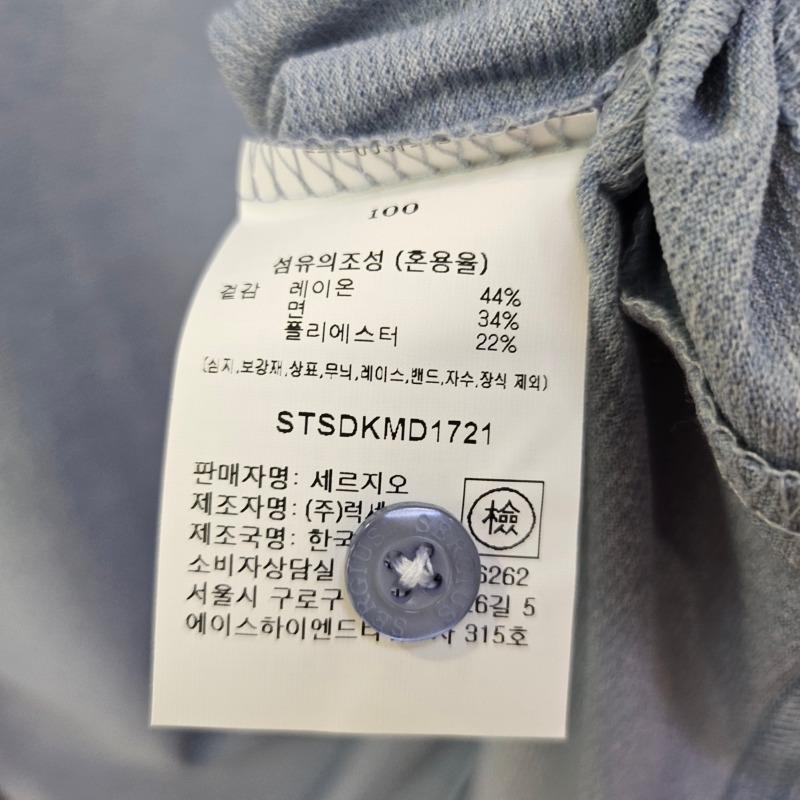 100
섬유의조성 (혼용율)
겉감 레이온 44%
면 34%
폴리에스터 22%
(심지,보강재,상표,무늬,레이스,밴드,자수,장식 제외)
STSDKMD1721
판매자명: 세르지오
제조자명: (주)럭
제조국명: 한국
檢
소비자상담실 6262
서울시 구로구 26길 5
에이스하이엔드 315호
SERGIUS SERGIUS